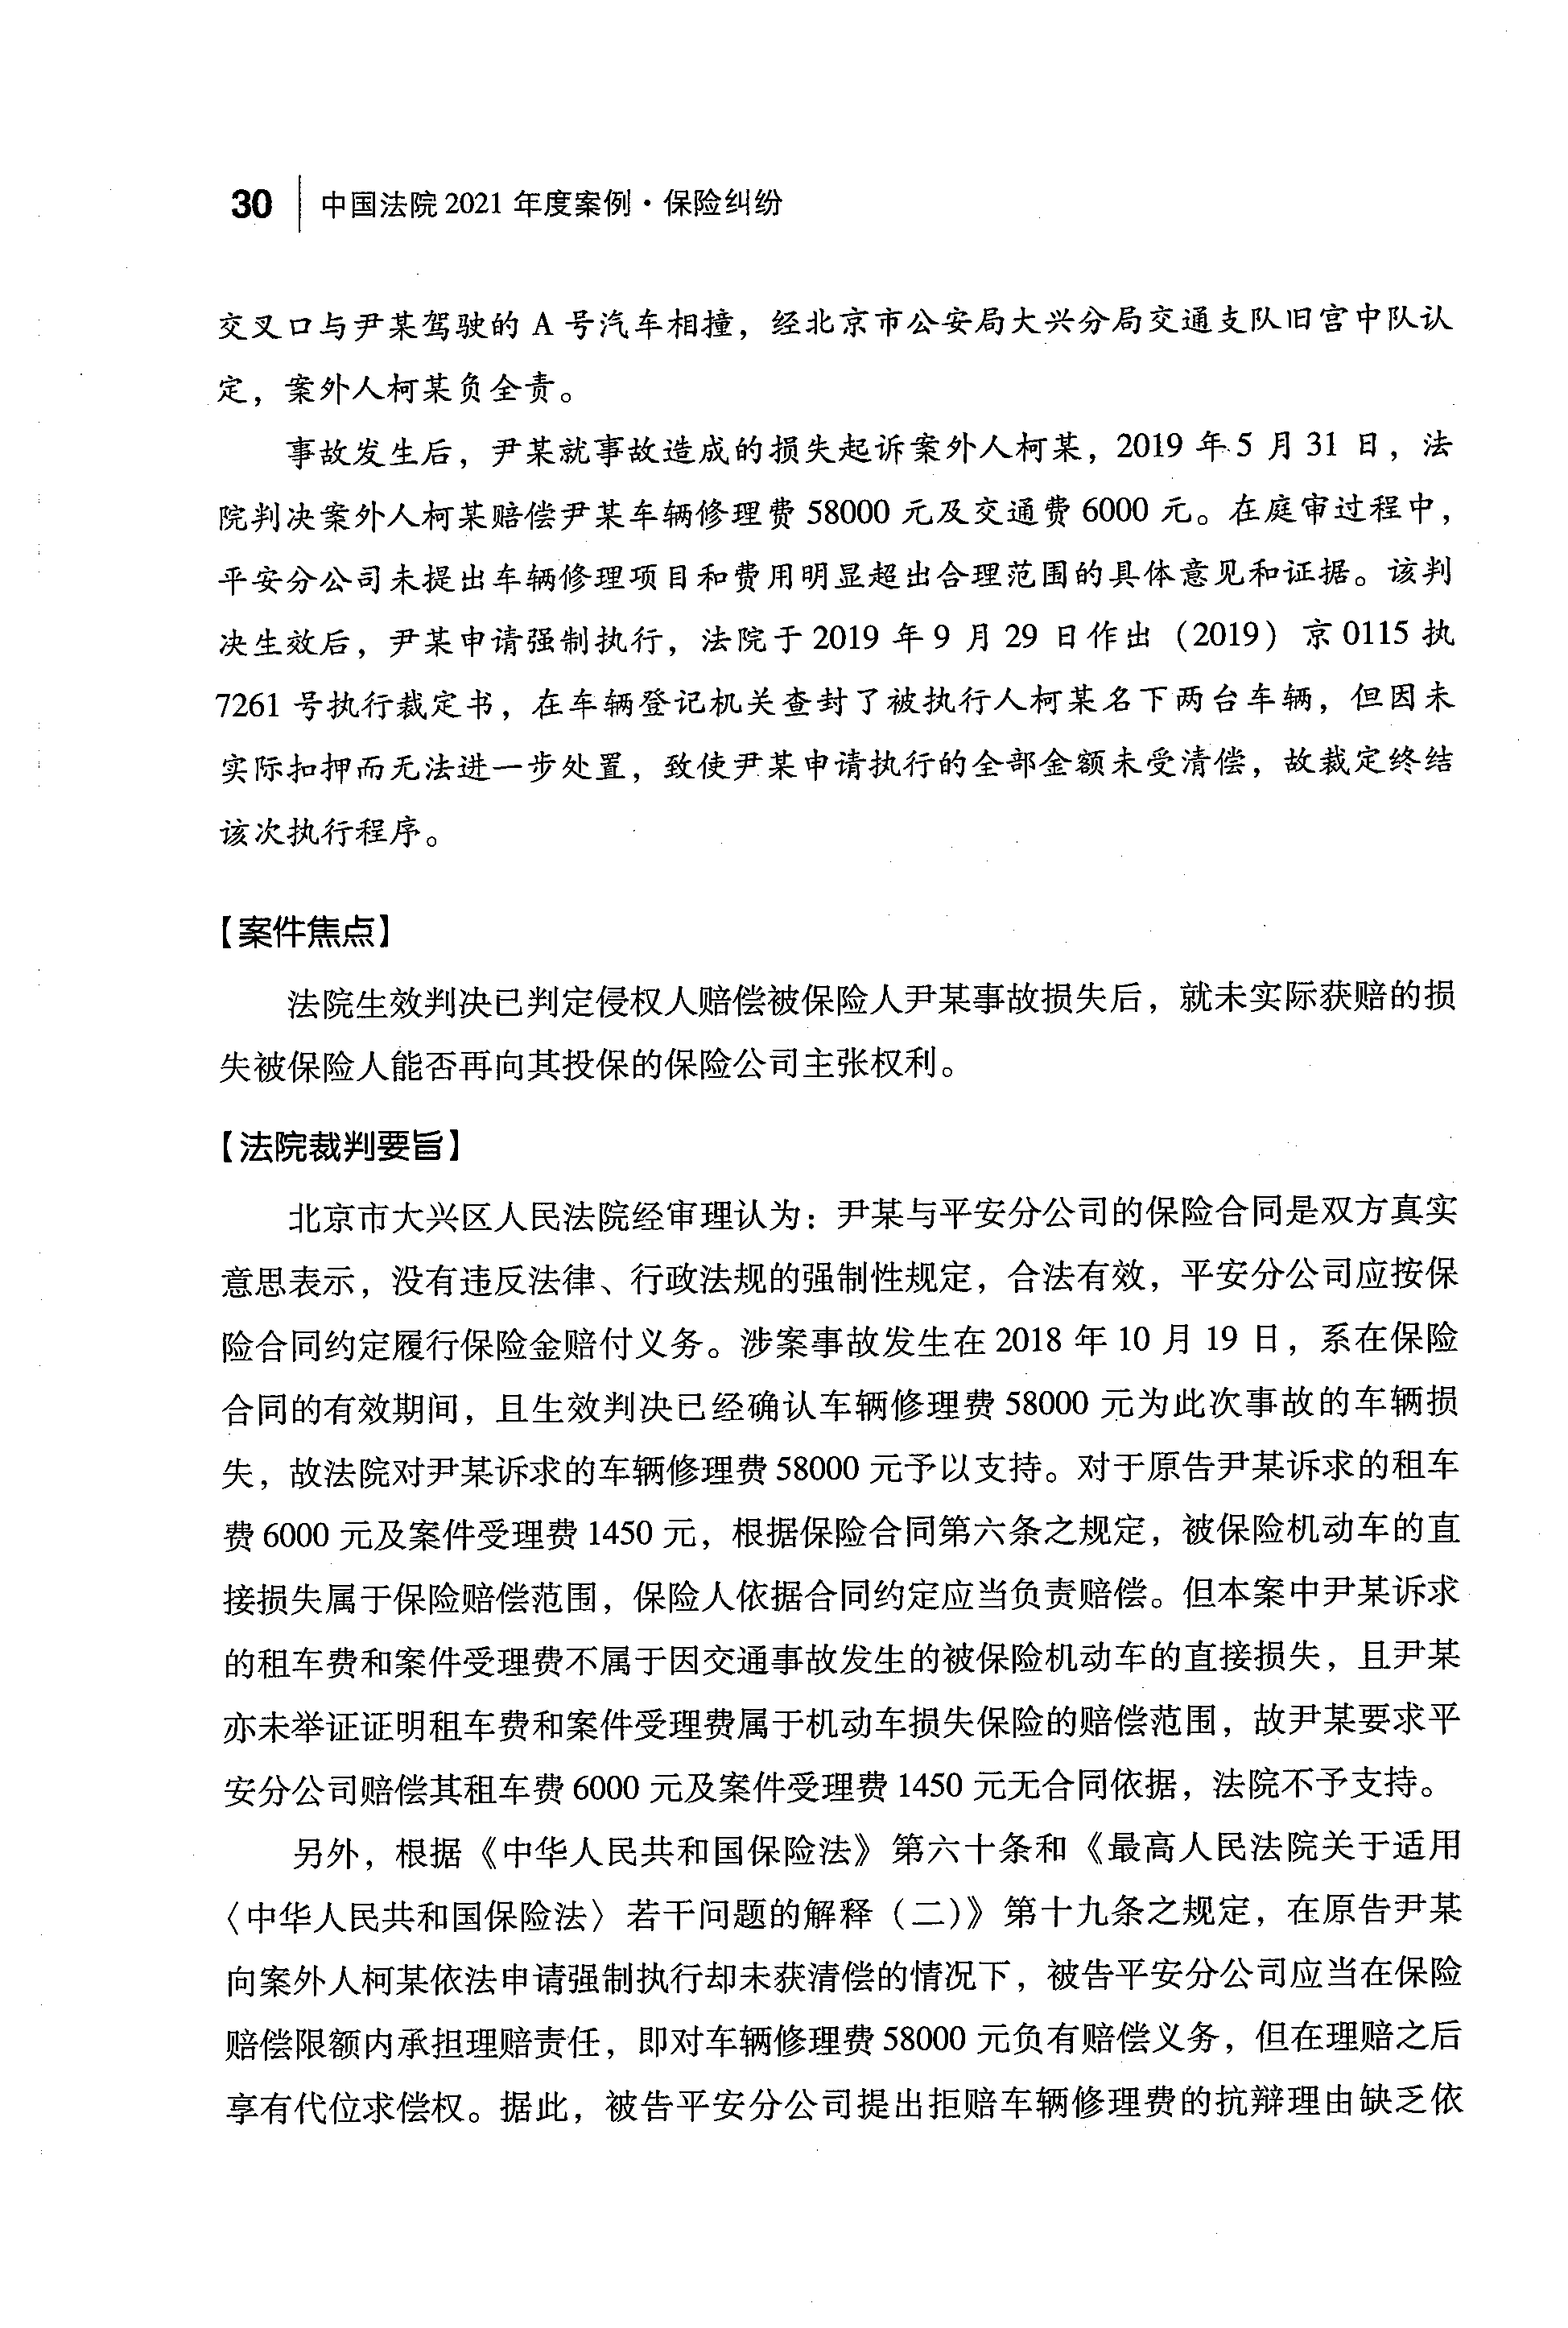 30 中国法院2021年度案例·保险纠纷
交叉口与尹某驾驶的A号汽车相撞，经北京市公安局大兴分局交通支队旧宫中队认
定，案外人柯某负全责。
事故发生后，尹某就事故造成的损失起诉案外人柯某，2019年5月31日，法
院判决案外人柯某赔偿尹某车辆修理费58000元及交通费6000元。在庭审过程中，
平安分公司未提出车辆修理项目和费用明显超出合理范围的具体意见和证据。该判
决生效后，尹某申请强制执行，法院于2019年9月29日作出（2019）京0115执
7261号执行裁定书，在车辆登记机关查封了被执行人柯某名下两台车辆，但因未
实际扣押而无法进一步处置，致使尹某申请执行的全部金额未受清偿，故裁定终结
该次执行程序。
【案件焦点】
法院生效判决已判定侵权人赔偿被保险人尹某事故损失后，就未实际获赔的损
失被保险人能否再向其投保的保险公司主张权利。
【法院裁判要旨】
北京市大兴区人民法院经审理认为：尹某与平安分公司的保险合同是双方真实
意思表示，没有违反法律、行政法规的强制性规定，合法有效，平安分公司应按保
险合同约定履行保险金赔付义务。涉案事故发生在2018年10月19日，系在保险
合同的有效期间，且生效判决已经确认车辆修理费58000元为此次事故的车辆损
失，故法院对尹某诉求的车辆修理费58000元予以支持。对于原告尹某诉求的租车
费6000元及案件受理费1450元，根据保险合同第六条之规定，被保险机动车的直
接损失属于保险赔偿范围，保险人依据合同约定应当负责赔偿。但本案中尹某诉求
的租车费和案件受理费不属于因交通事故发生的被保险机动车的直接损失，且尹某
亦未举证证明租车费和案件受理费属于机动车损失保险的赔偿范围，故尹某要求平
安分公司赔偿其租车费6000元及案件受理费1450元无合同依据，法院不予支持。
另外，根据《中华人民共和国保险法》第六十条和《最高人民法院关于适用
〈中华人民共和国保险法〉若干问题的解释（二）》第十九条之规定，在原告尹某
向案外人柯某依法申请强制执行却未获清偿的情况下，被告平安分公司应当在保险
赔偿限额内承担理赔责任，即对车辆修理费58000元负有赔偿义务，但在理赔之后
享有代位求偿权。据此，被告平安分公司提出拒赔车辆修理费的抗辩理由缺乏依